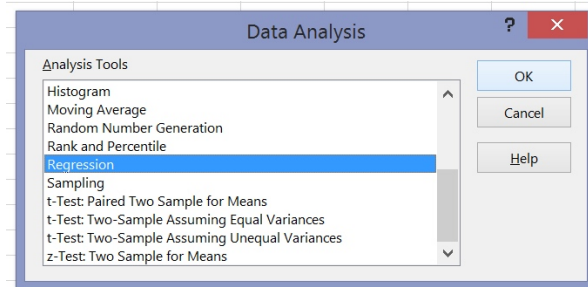 Data Analysis
?
Analysis Tools
Histogram
Moving Average
Random Number Generation
Rank and Percentile
Regression
Sampling
t-Test: Paired Two Sample for Means
t-Test: Two-Sample Assuming Equal Variances
t-Test: Two-Sample Assuming Unequal Variances
z-Test: Two Sample for Means
OK
Cancel
Help